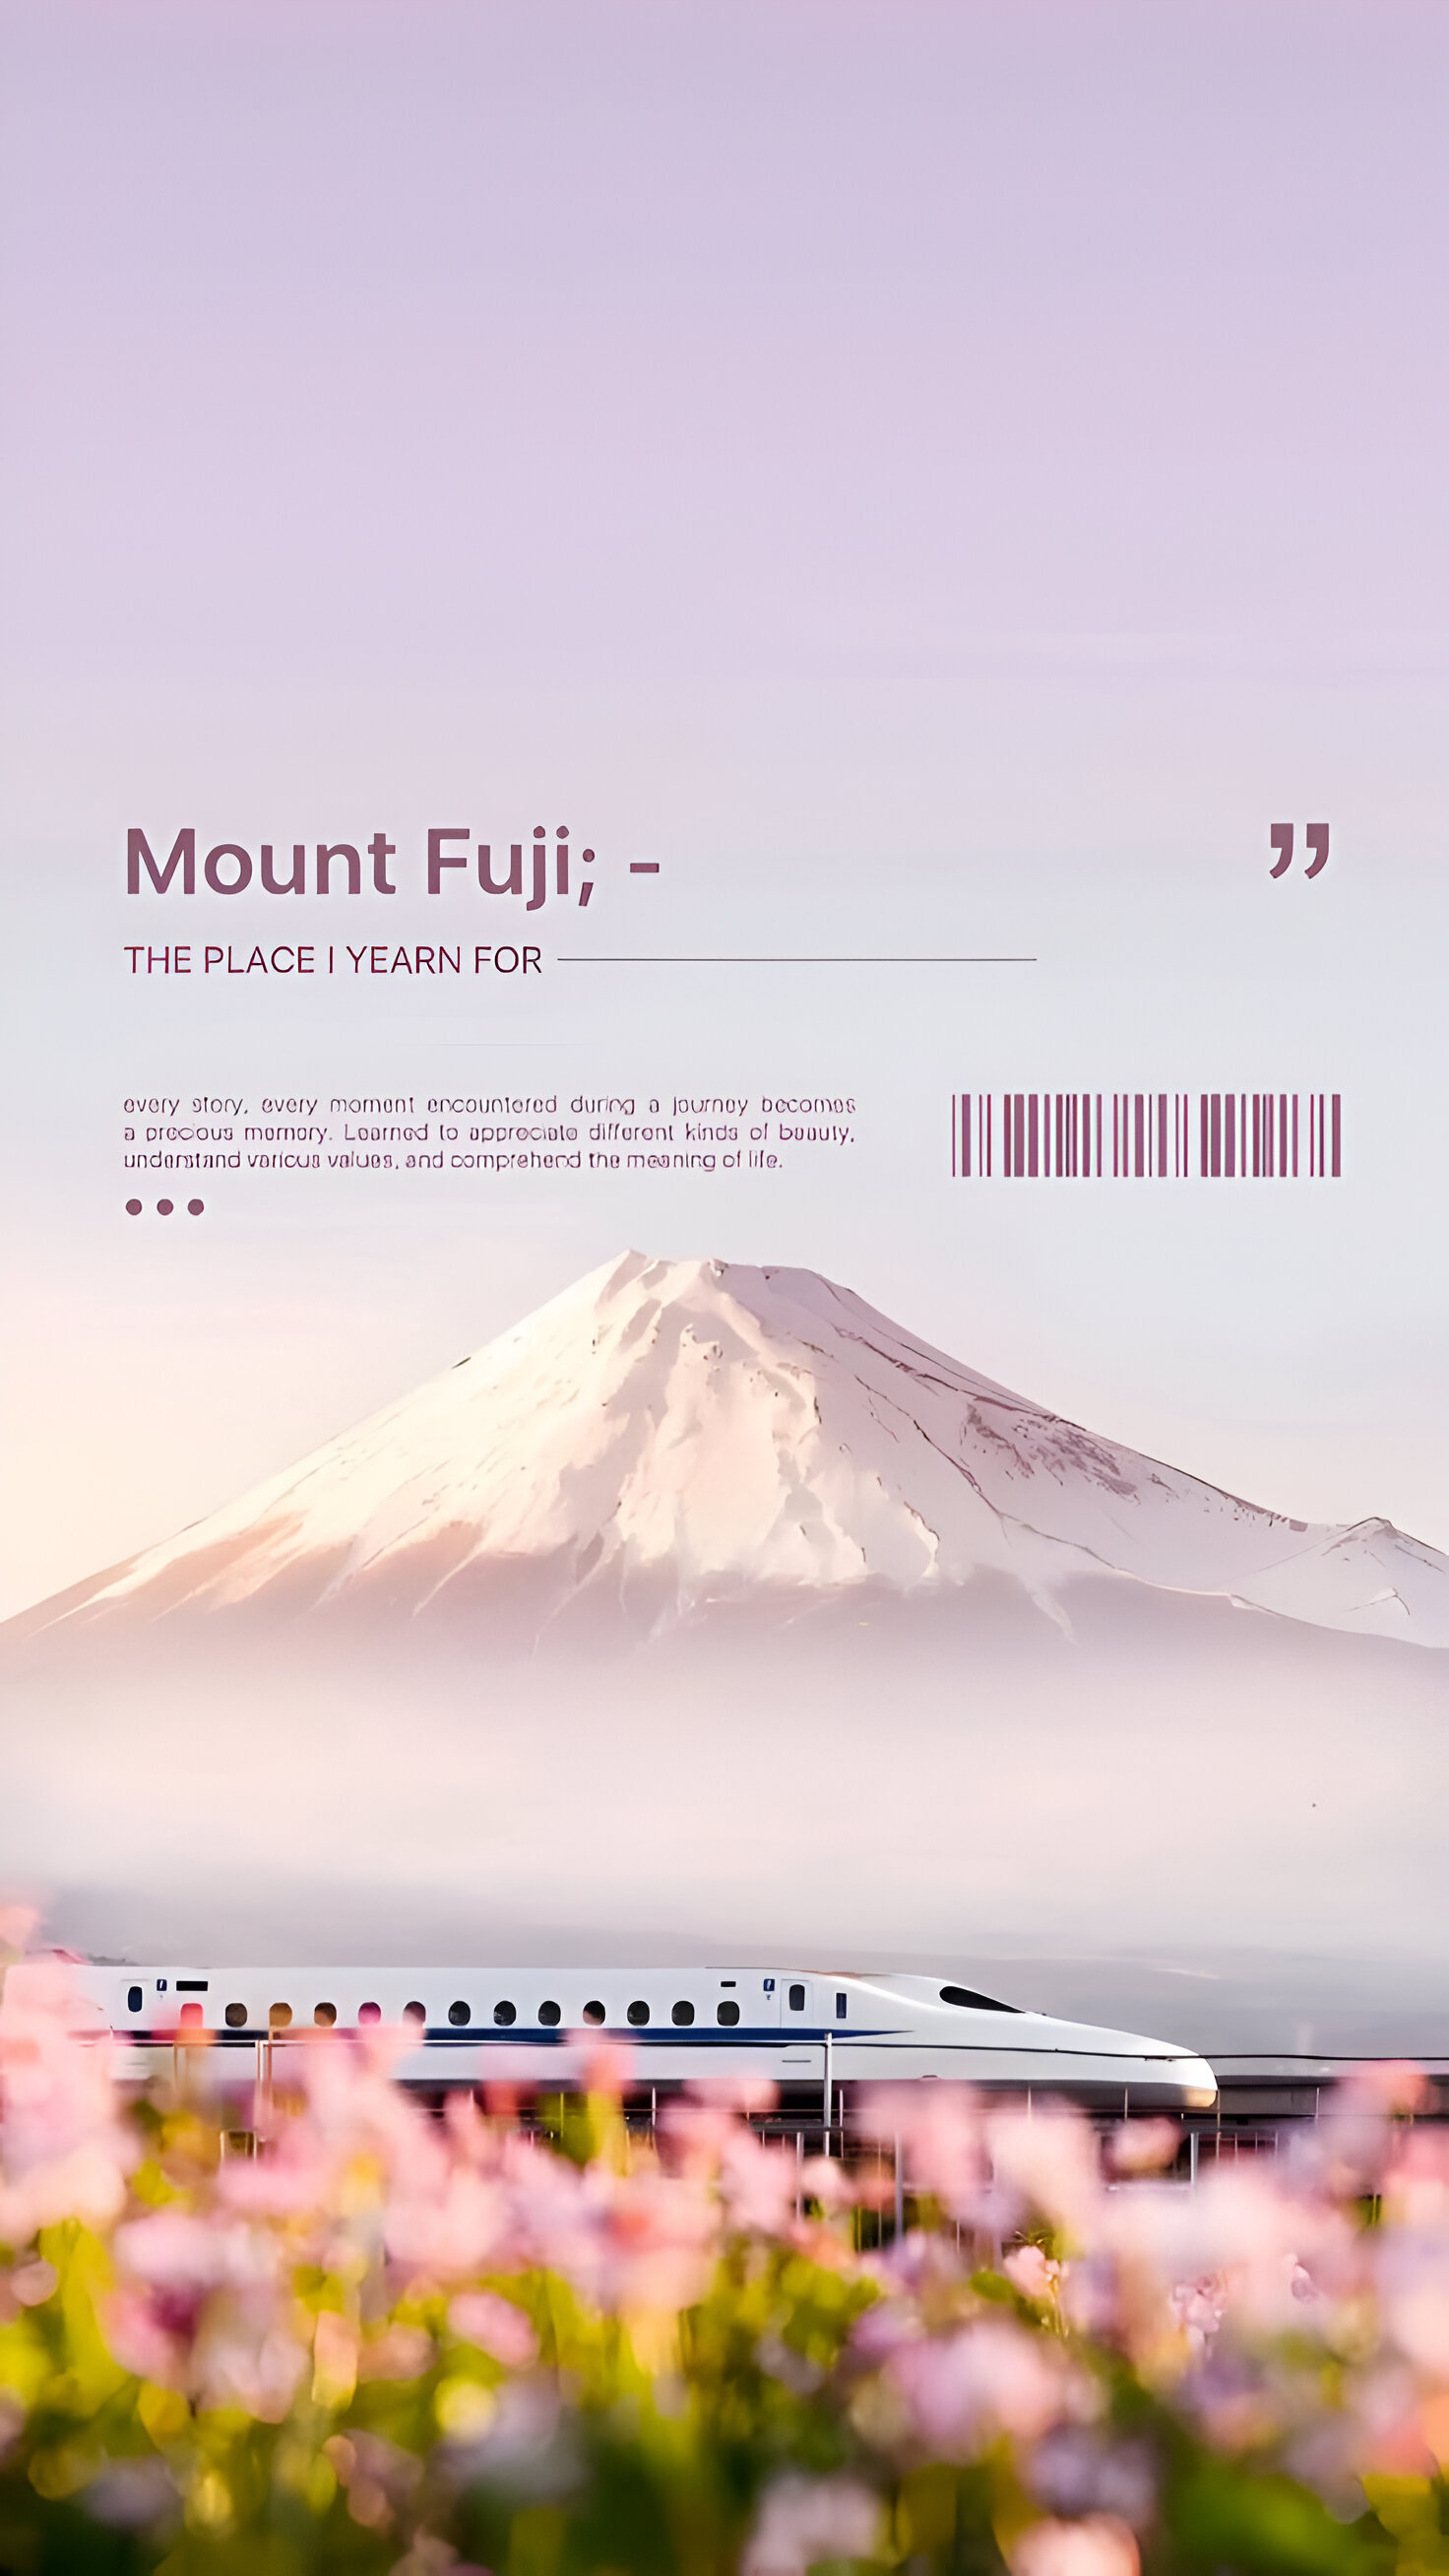 Mount Fuji; -
”
THE PLACE I YEARN FOR
every story, every moment encountered during a journey becomes
a precious memory. Learned to appreciate different kinds of beauty,
understand various values, and comprehend the meaning of life.